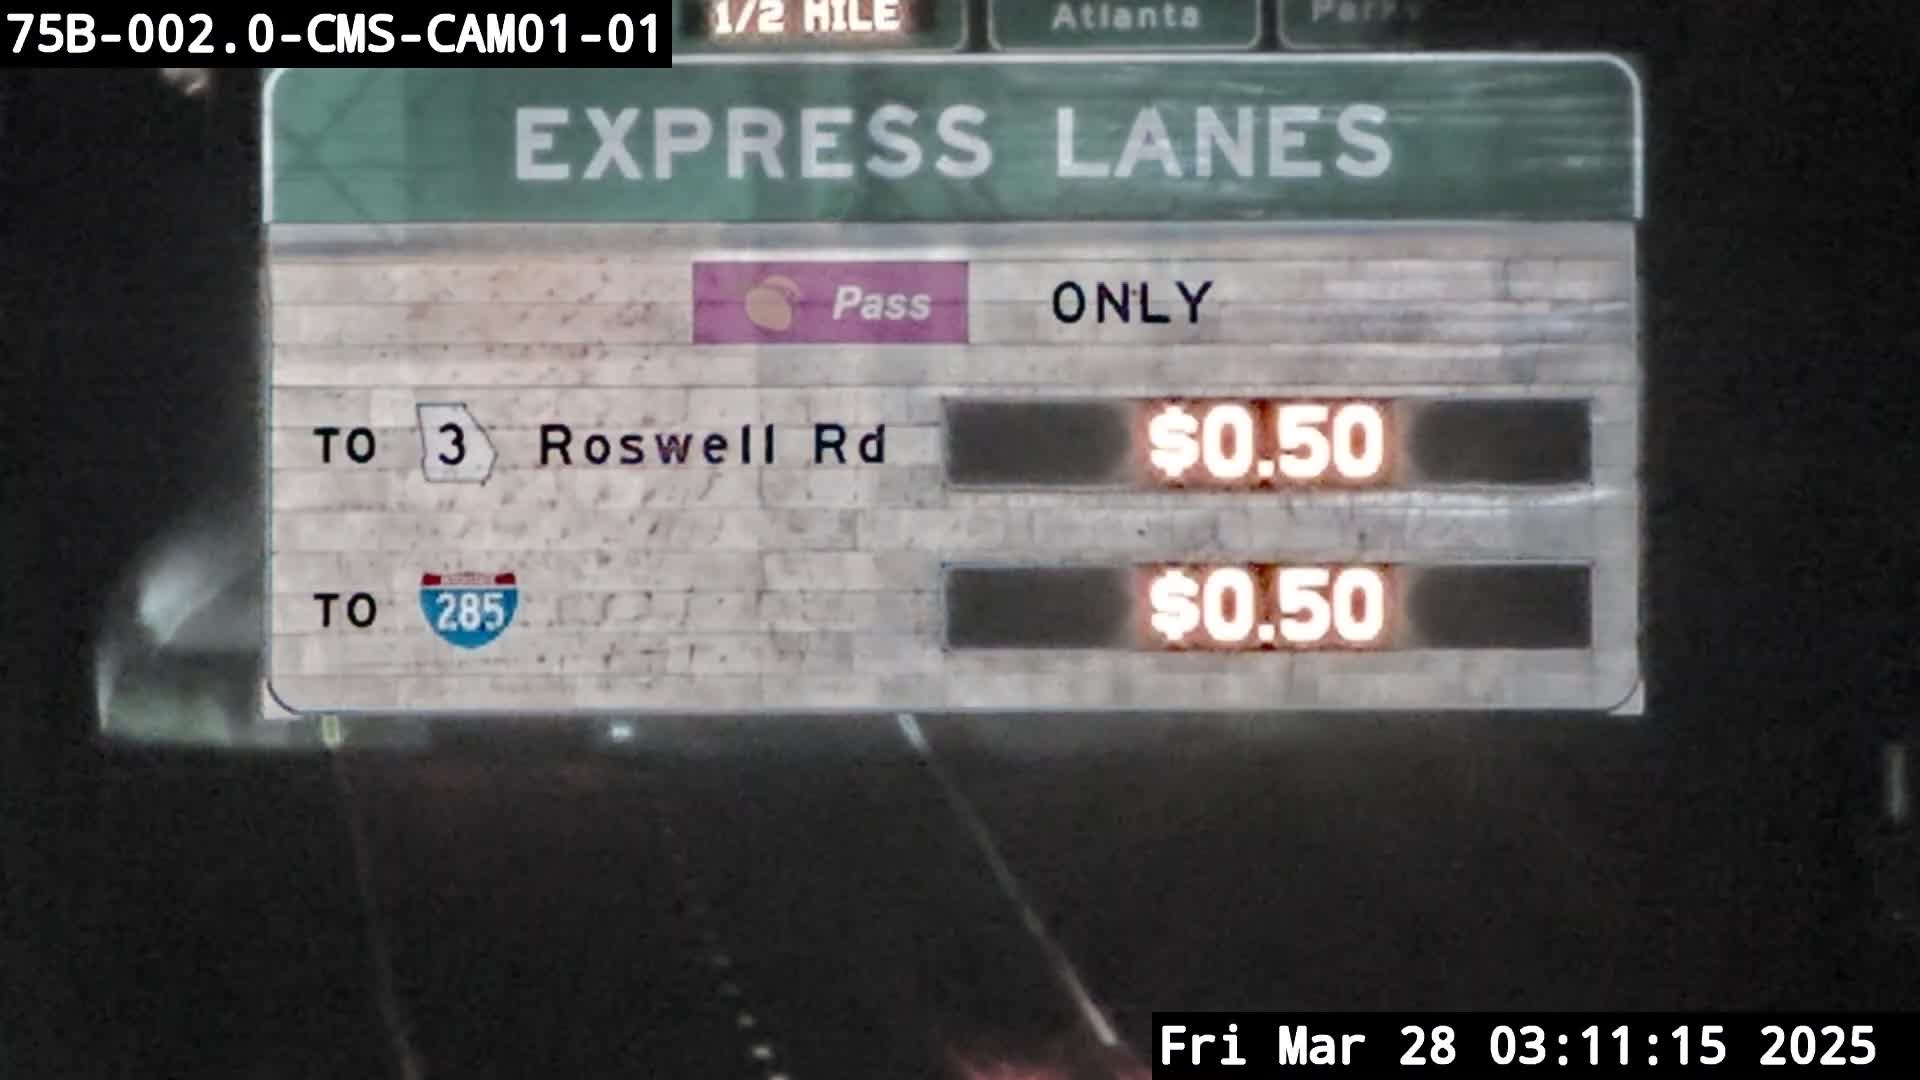 75B-002.0-CMS-CAM01-01
1/2 MILE
Atlanta
EXPRESS LANES
Pass ONLY
TO 3 Roswell Rd $0.50
TO 285 $0.50
Fri Mar 28 03:11:15 2025